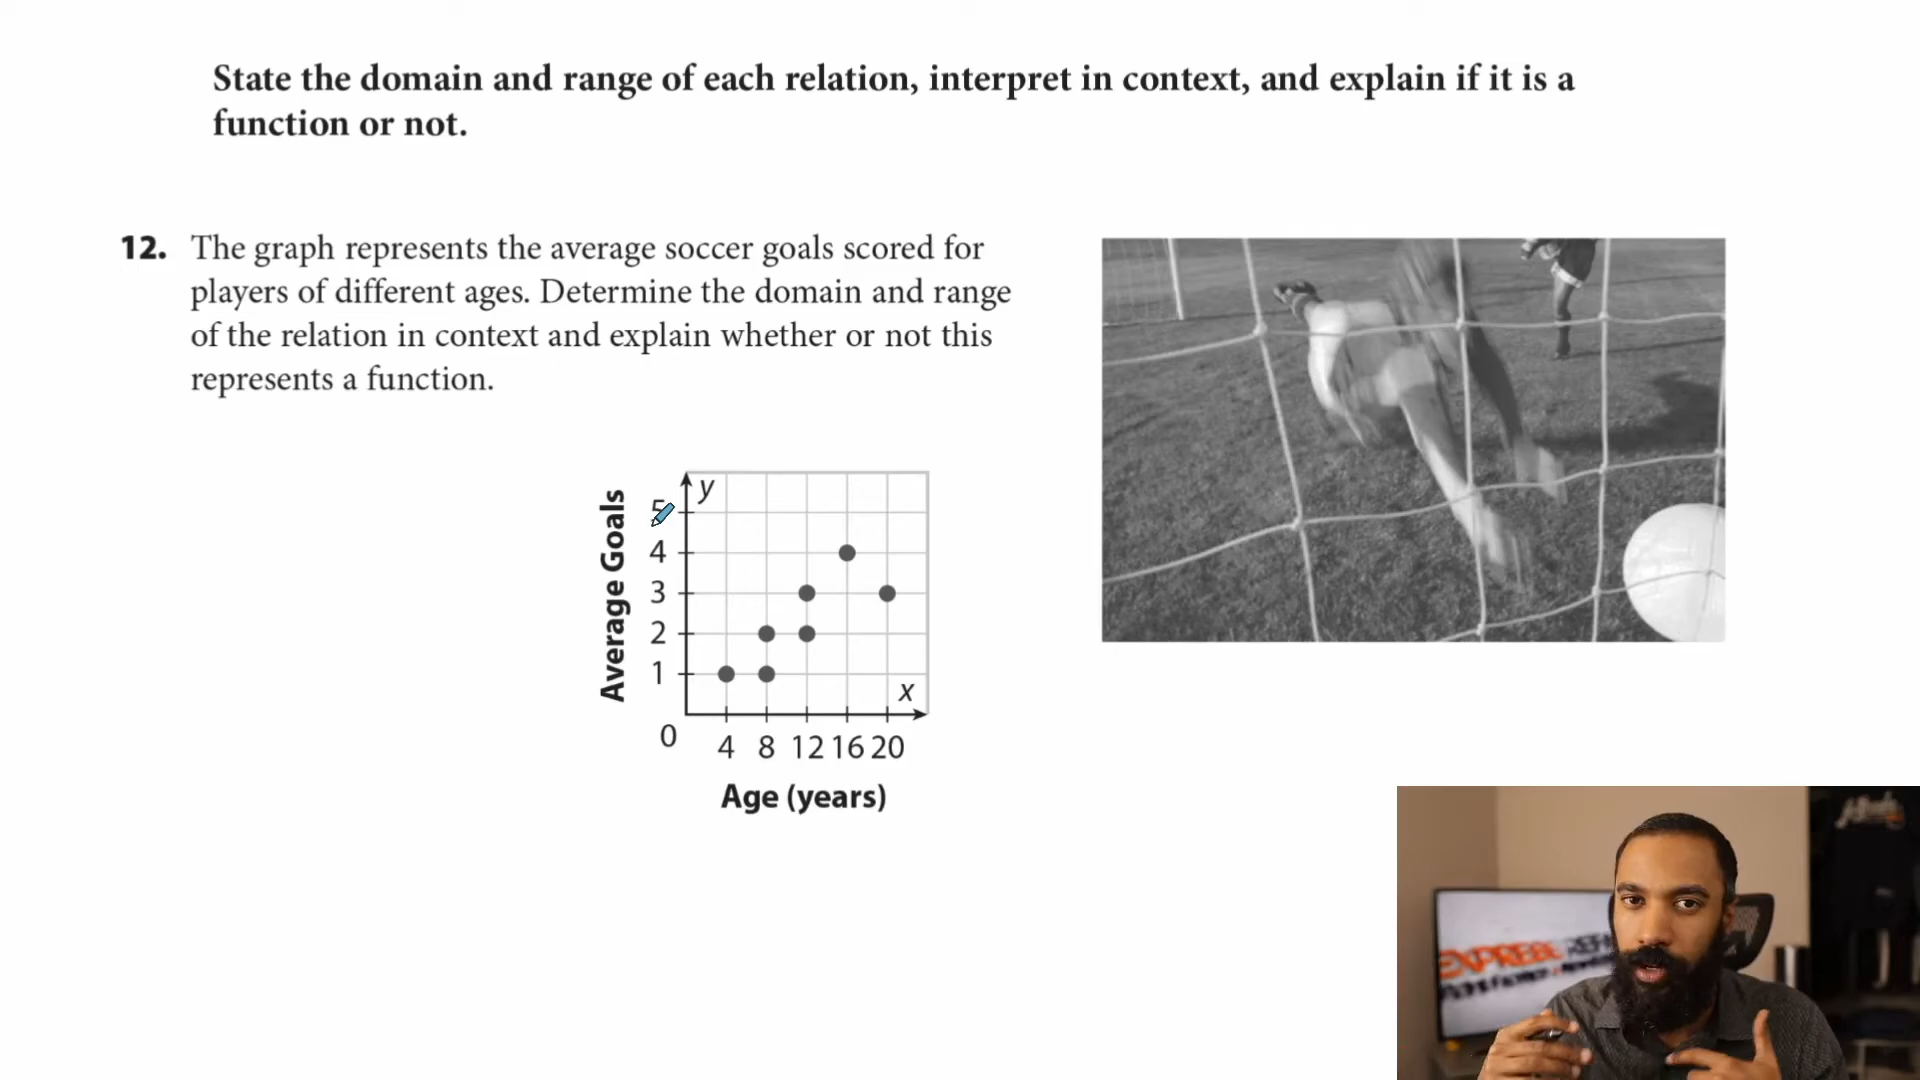 State the domain and range of each relation, interpret in context, and explain if it is a
function or not.
12. The graph represents the average soccer goals scored for
players of different ages. Determine the domain and range
of the relation in context and explain whether or not this
represents a function.
Average Goals
y
5
4
3
2
1
x
0
4 8 12 16 20
Age (years)